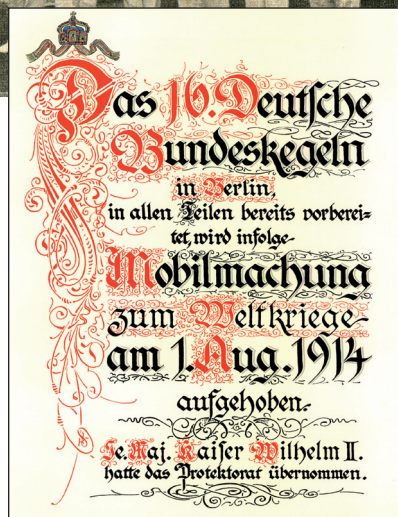 Das 16. Deutſche
Bundeskegeln
in Berlin,
in allen Teilen bereits vorberei-
tet, wird infolge
Mobilmachung
zum Weltkriege
am 1. Aug. 1914
aufgehoben.
Se. Maj. Kaiſer Wilhelm II.
hatte das Protektorat übernommen.